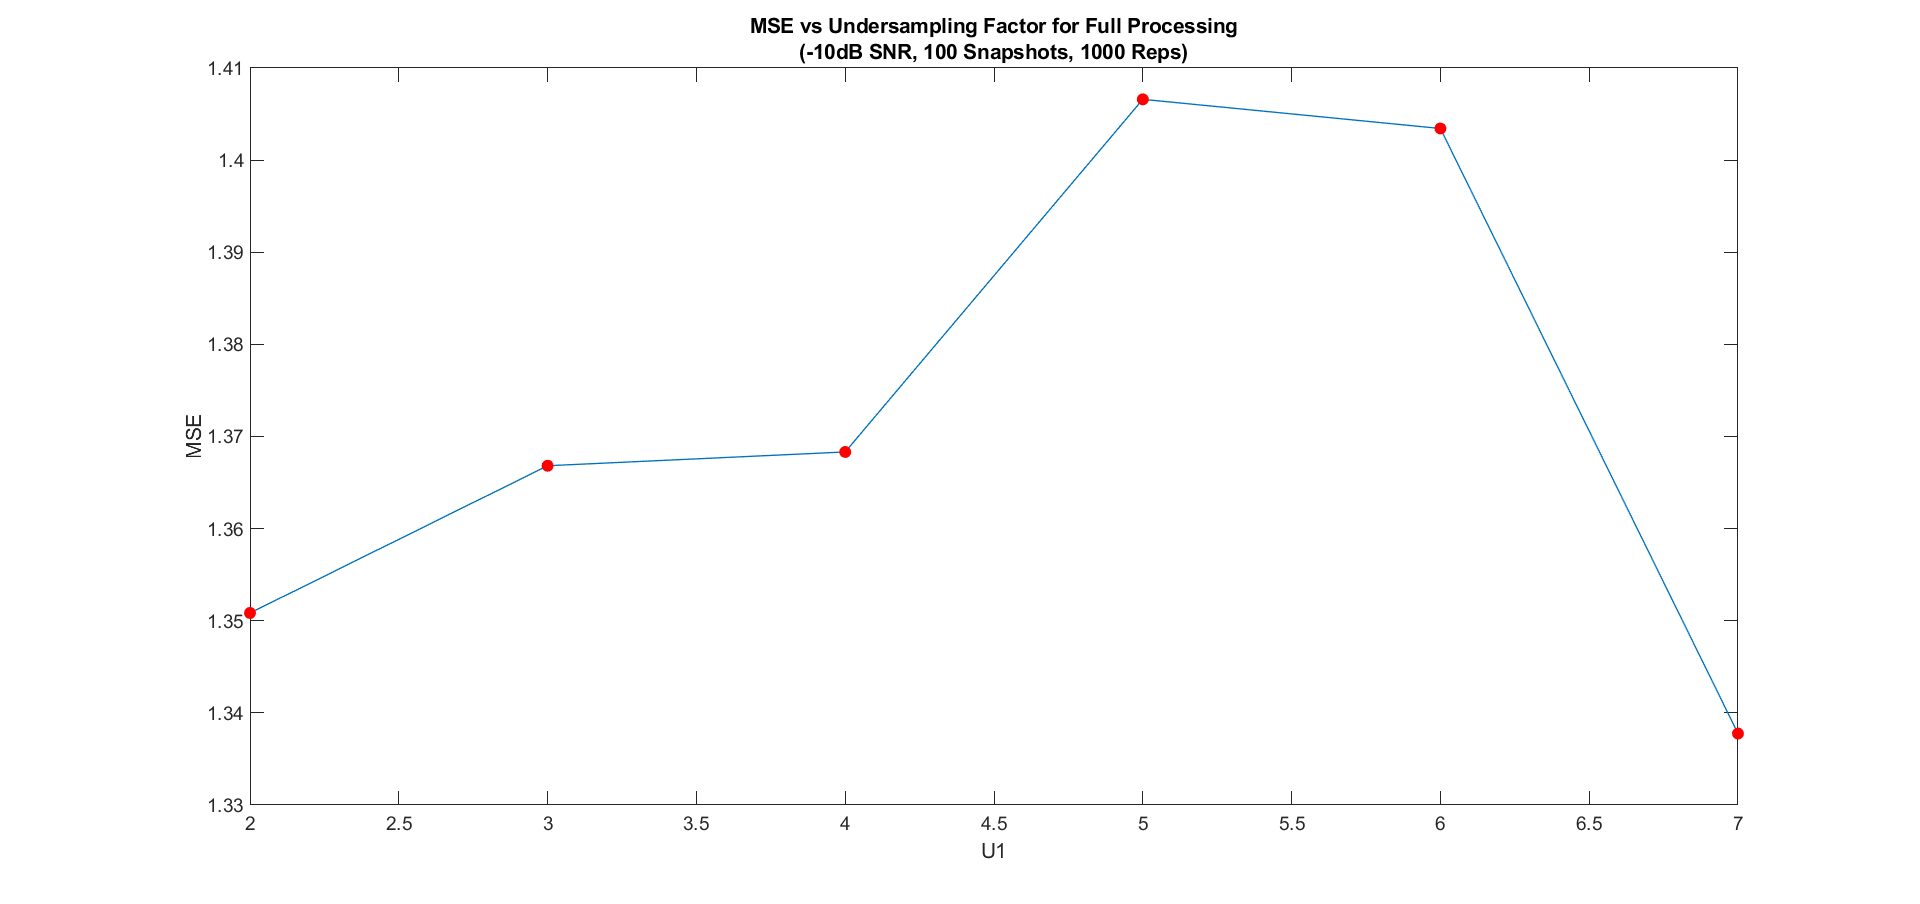 MSE vs Undersampling Factor for Full Processing
(-10dB SNR, 100 Snapshots, 1000 Reps)
1.41
1.4
1.39
1.38
1.37
1.36
1.35
1.34
1.33
MSE
2 2.5 3 3.5 4 4.5 5 5.5 6 6.5 7
U1